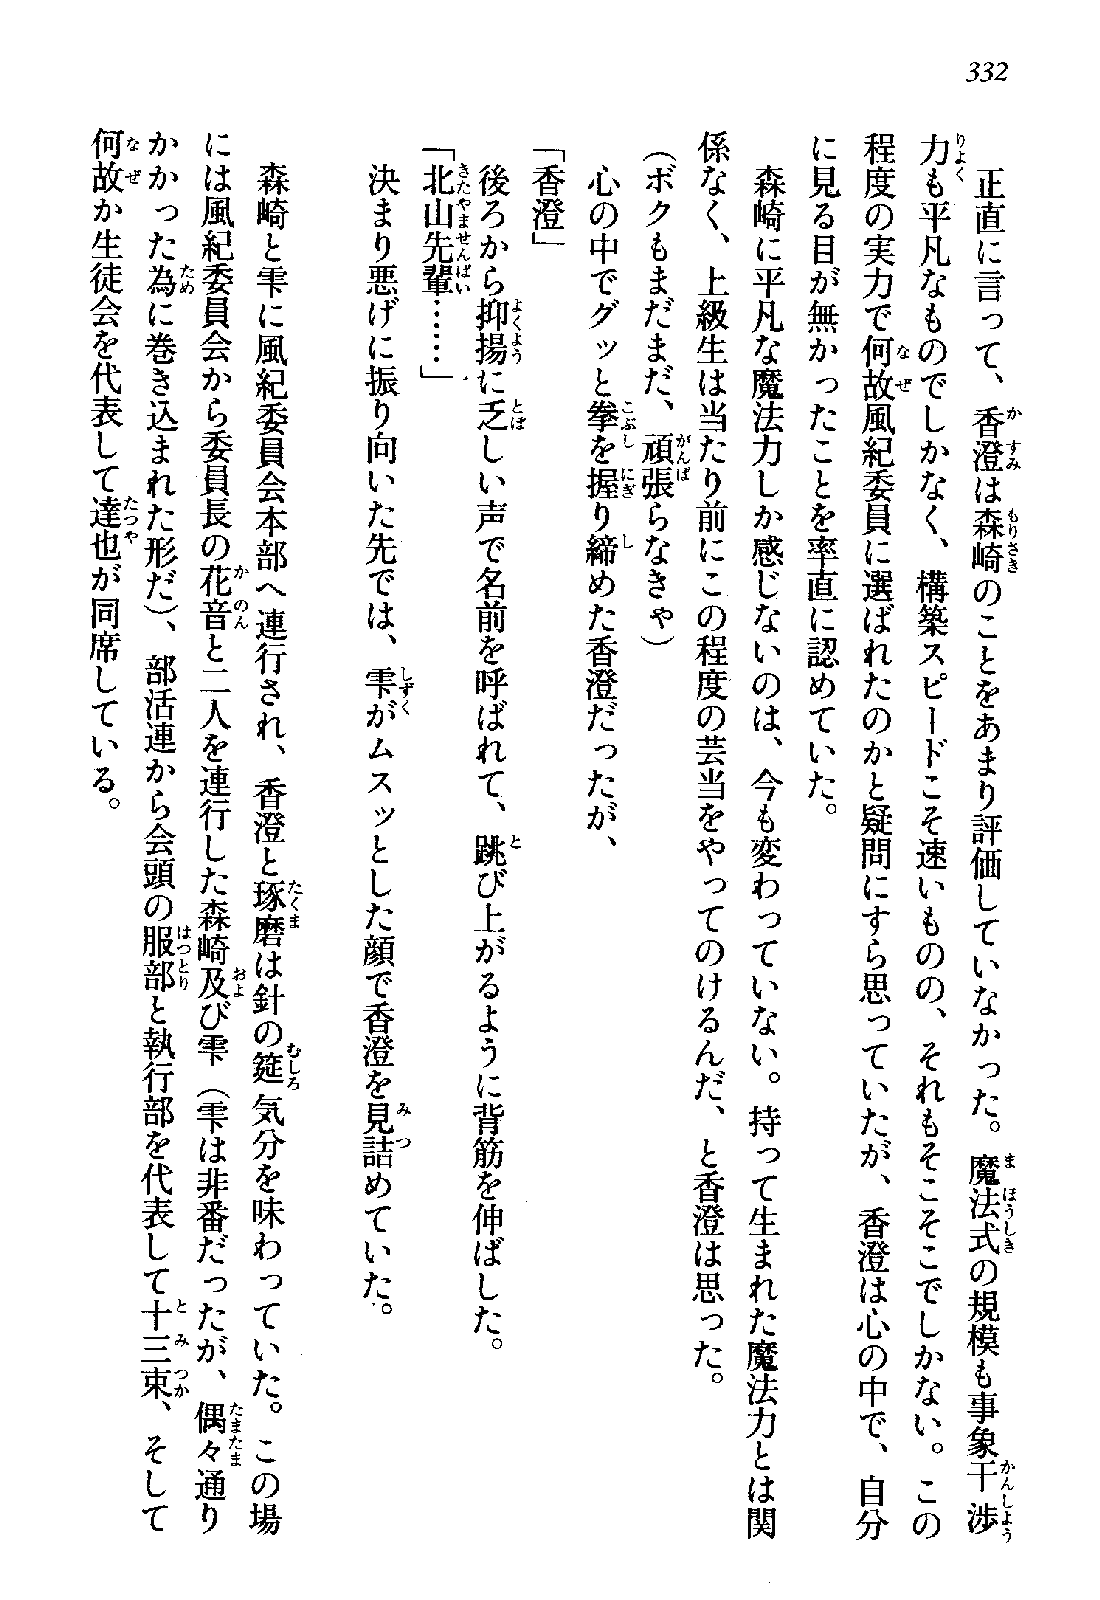 332
正直に言って、香澄は森崎のことをあまり評価していなかった。魔法式の規模も事象干渉
力も平凡なものでしかなく、構築スピードこそ速いものの、それもそこそこでしかない。この
程度の実力で何故風紀委員に選ばれたのかと疑問にすら思っていたが、香澄は心の中で、自分
に見る目が無かったことを率直に認めていた。
森崎に平凡な魔法力しか感じないのは、今も変わっていない。持って生まれた魔法力とは関
係なく、上級生は当たり前にこの程度の芸当をやってのけるんだ、と香澄は思った。
（ボクもまだまだ、頑張らなきゃ）
心の中でグッと拳を握り締めた香澄だったが、
「香澄」
後ろから抑揚に乏しい声で名前を呼ばれて、跳び上がるように背筋を伸ばした。
「北山先輩……」
決まり悪げに振り向いた先では、雫がムスッとした顔で香澄を見詰めていた。
森崎と雫に風紀委員会本部へ連行され、香澄と琢磨は針の筵気分を味わっていた。この場
には風紀委員会から委員長の花音と二人を連行した森崎及び雫（雫は非番だったが、偶々通り
かかった為に巻き込まれた形だ）、部活連から会頭の服部と執行部を代表して十三束、そして
何故か生徒会を代表して達也が同席している。